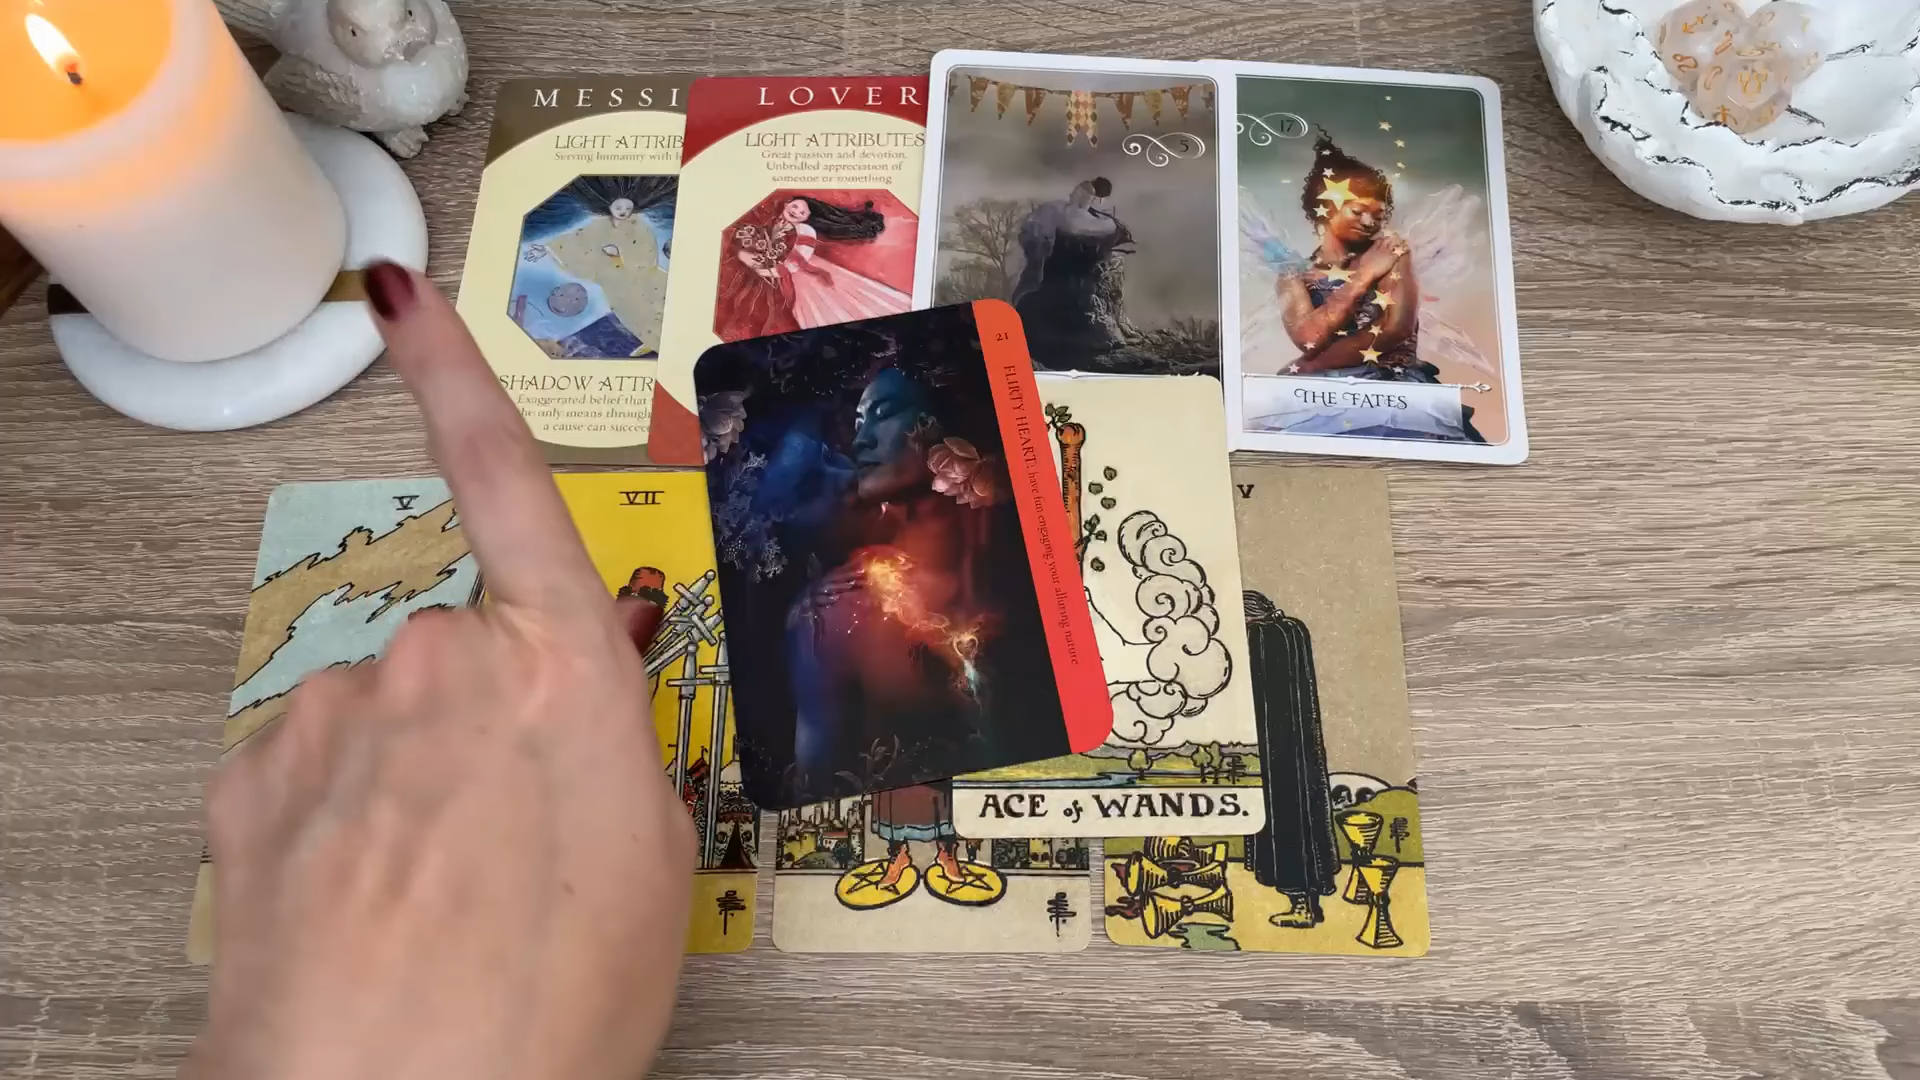 MESSI
LIGHT ATTRIB
Serving humanity with
SHADOW ATTR
Exaggerated belief that
the only means through
a cause can succee
LOVER
LIGHT ATTRIBUTES
Great passion and devotion.
Unbridled appreciation of
someone or something
5
17
THE FATES
21
FLIRTY HEART: have fun engaging your alluring nature
V
VII
V
ACE of WANDS.